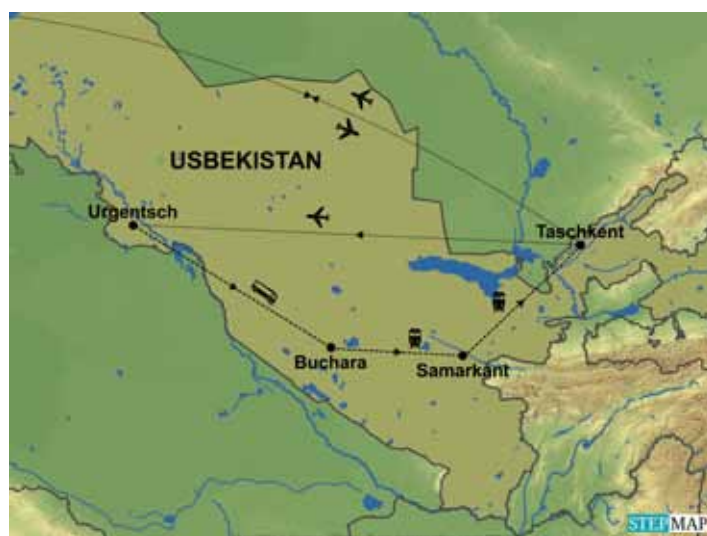 USBEKISTAN
Urgentsch
Taschkent
Buchara
Samarkant
STEPMAP